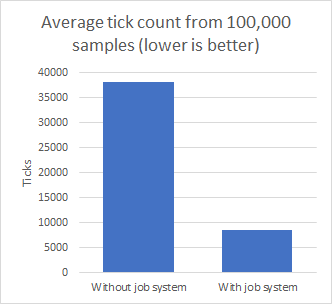 Average tick count from 100,000
samples (lower is better)
40000
35000
30000
25000
20000
15000
10000
5000
0
Ticks
Without job system
With job system